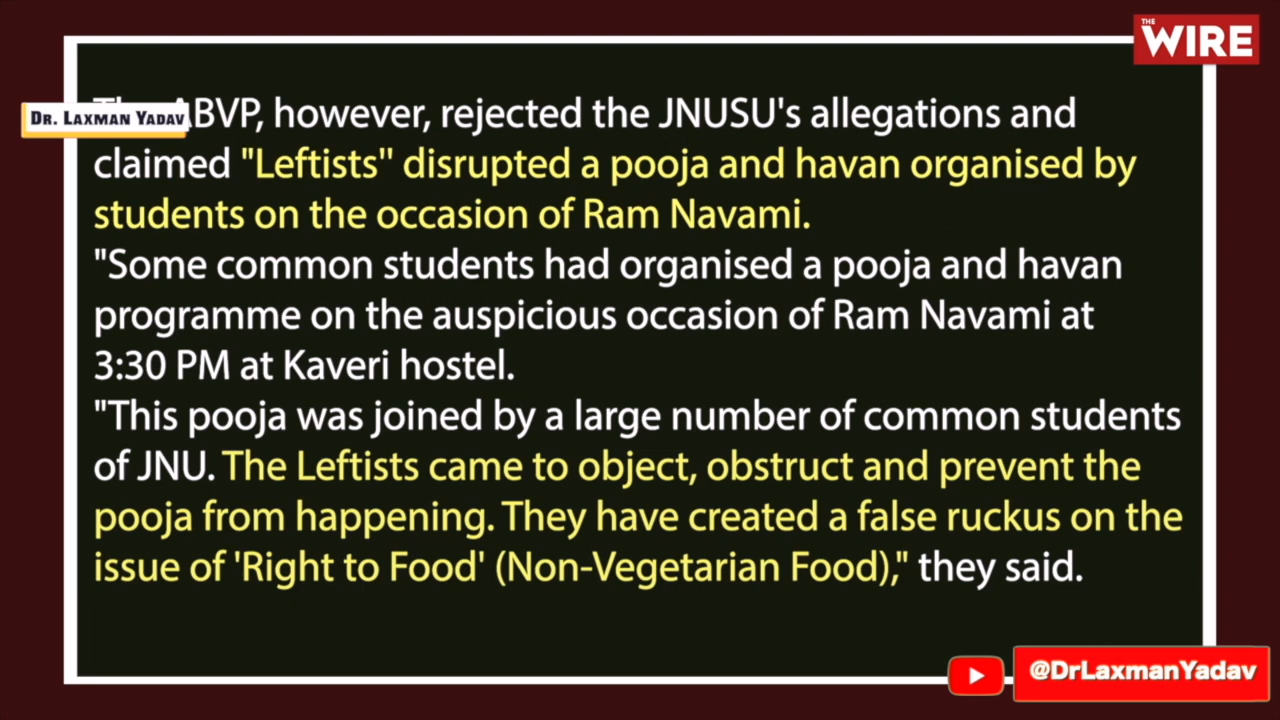 THE
WIRE
DR. LAXMAN YADAV
ABVP, however, rejected the JNUSU's allegations and
claimed "Leftists" disrupted a pooja and havan organised by
students on the occasion of Ram Navami.
"Some common students had organised a pooja and havan
programme on the auspicious occasion of Ram Navami at
3:30 PM at Kaveri hostel.
"This pooja was joined by a large number of common students
of JNU. The Leftists came to object, obstruct and prevent the
pooja from happening. They have created a false ruckus on the
issue of 'Right to Food' (Non-Vegetarian Food)," they said.
@DrLaxmanYadav